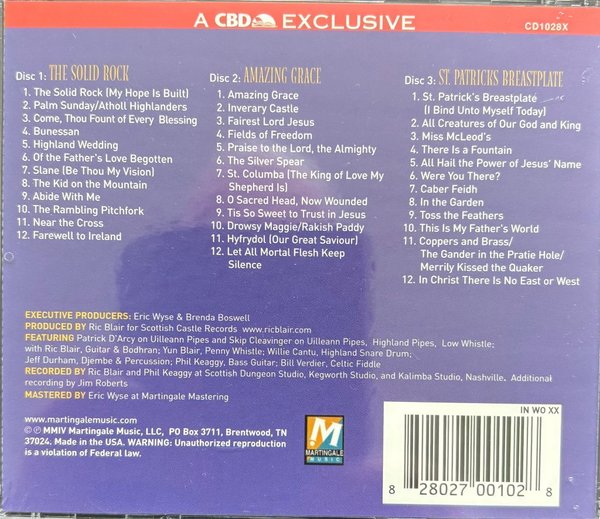 A CBD EXCLUSIVE
CD1028X
Disc 1: THE SOLID ROCK
1. The Solid Rock (My Hope Is Built)
2. Palm Sunday/Atholl Highlanders
3. Come, Thou Fount of Every Blessing
4. Bunessan
5. Highland Wedding
6. Of the Father's Love Begotten
7. Slane (Be Thou My Vision)
8. The Kid on the Mountain
9. Abide With Me
10. The Rambling Pitchfork
11. Near the Cross
12. Farewell to Ireland
Disc 2: AMAZING GRACE
1. Amazing Grace
2. Inverary Castle
3. Fairest Lord Jesus
4. Fields of Freedom
5. Praise to the Lord, the Almighty
6. The Silver Spear
7. St. Columba (The King of Love My
Shepherd Is)
8. O Sacred Head, Now Wounded
9. Tis So Sweet to Trust in Jesus
10. Drowsy Maggie/Rakish Paddy
11. Hyfrydol (Our Great Saviour)
12. Let All Mortal Flesh Keep
Silence
Disc 3: ST. PATRICKS BREASTPLATE
1. St. Patrick's Breastplate
(I Bind Unto Myself Today)
2. All Creatures of Our God and King
3. Miss McLeod's
4. There Is a Fountain
5. All Hail the Power of Jesus' Name
6. Were You There?
7. Caber Feidh
8. In the Garden
9. Toss the Feathers
10. This Is My Father's World
11. Coppers and Brass/
The Gander in the Pratie Hole/
Merrily Kissed the Quaker
12. In Christ There Is No East or West
EXECUTIVE PRODUCERS: Eric Wyse & Brenda Boswell
PRODUCED BY Ric Blair for Scottish Castle Records www.ricblair.com
FEATURING Patrick D'Arcy on Uilleann Pipes and Skip Cleavinger on Uilleann Pipes, Highland Pipes, Low Whistle;
with Ric Blair, Guitar & Bodhran; Yun Blair, Penny Whistle; Willie Cantu, Highland Snare Drum;
Jeff Durham, Djembe & Percussion; Phil Keaggy, Bass Guitar; Bill Verdier, Celtic Fiddle
RECORDED BY Ric Blair and Phil Keaggy at Scottish Dungeon Studio, Kegworth Studio, and Kalimba Studio, Nashville. Additional
recording by Jim Roberts
MASTERED BY Eric Wyse at Martingale Mastering
www.martingalemusic.com
© ℗ MMIV Martingale Music, LLC, PO Box 3711, Brentwood, TN
37024. Made in the USA. WARNING: Unauthorized reproduction
is a violation of Federal law.
M
MARTINGALE
MUSIC
IN WO XX
8 28027 00102 8